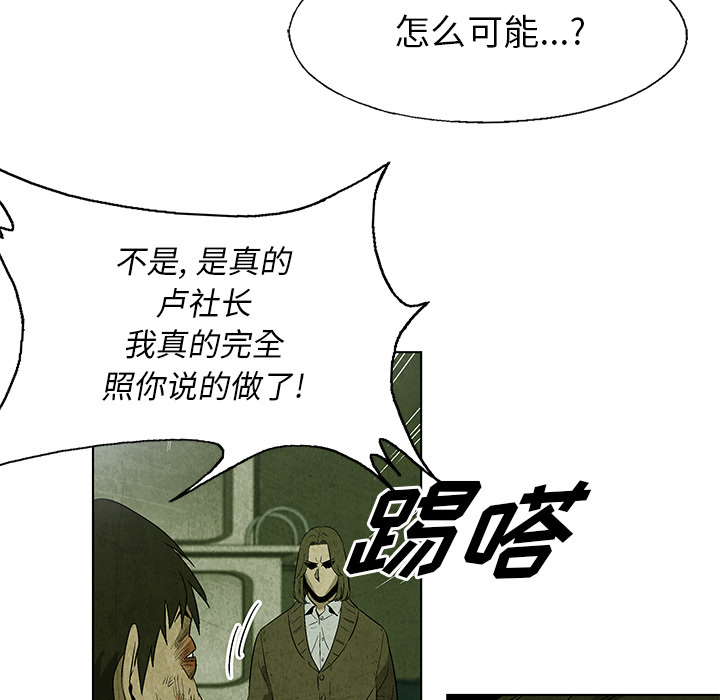 怎么可能...?
不是, 是真的
卢社长
我真的完全
照你说的做了!
踢嗒